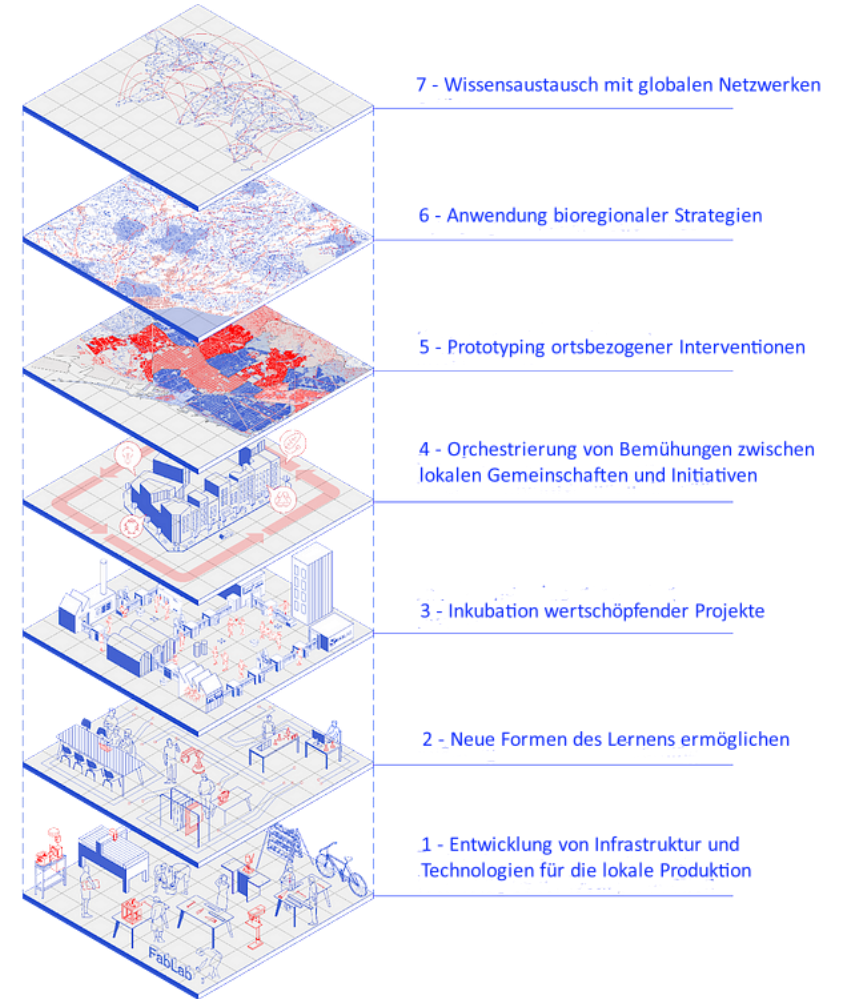 7 - Wissensaustausch mit globalen Netzwerken
6 - Anwendung bioregionaler Strategien
5 - Prototyping ortsbezogener Interventionen
4 - Orchestrierung von Bemühungen zwischen
lokalen Gemeinschaften und Initiativen
3 - Inkubation wertschöpfender Projekte
2 - Neue Formen des Lernens ermöglichen
1 - Entwicklung von Infrastruktur und
Technologien für die lokale Produktion
FabLab